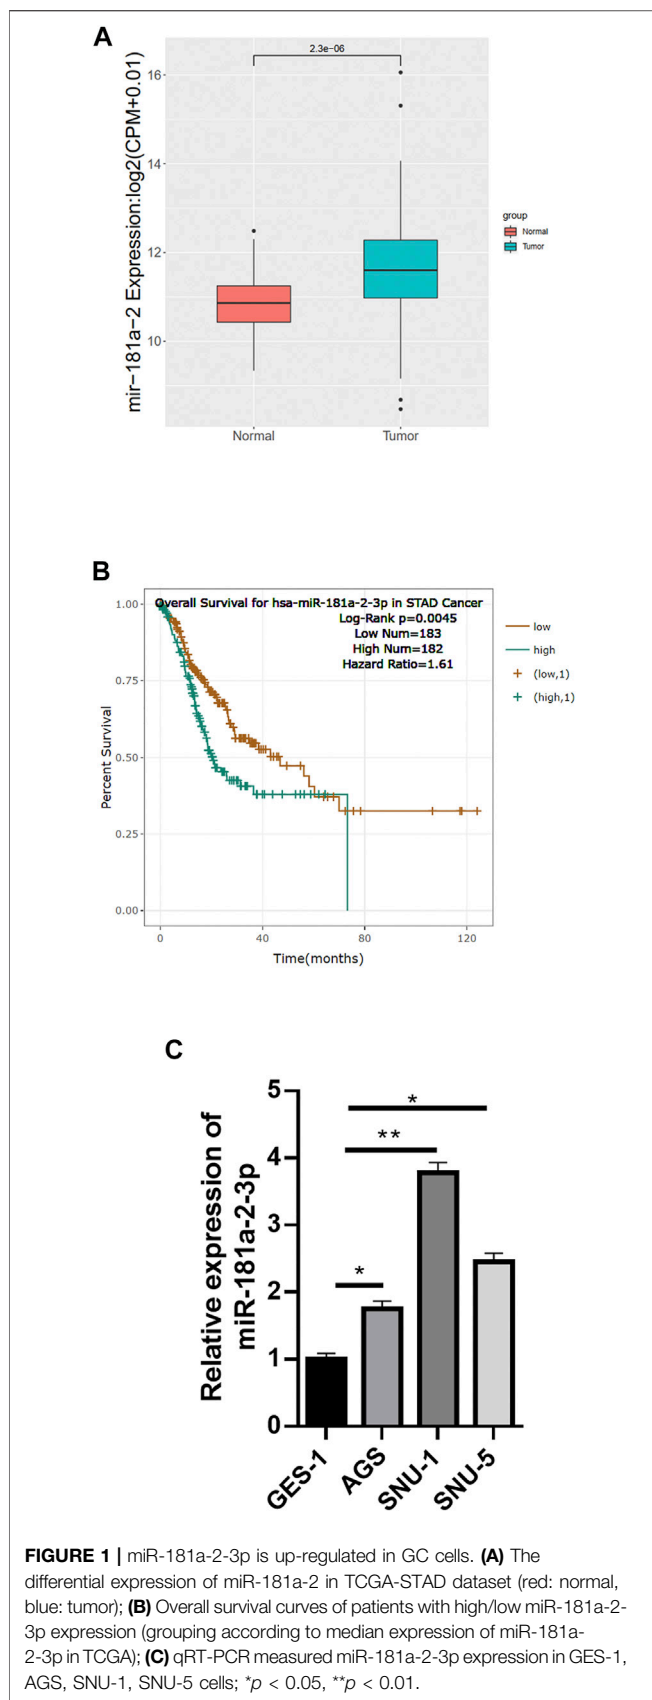 A
2.3e-06
mir-181a-2 Expression:log2(CPM+0.01)
16
14
12
10
Normal
Tumor
group
Normal
Tumor
B
Overall Survival for hsa-miR-181a-2-3p in STAD Cancer
Log-Rank p=0.0045
Low Num=183
High Num=182
Hazard Ratio=1.61
Percent Survival
1.00
0.75
0.50
0.25
0.00
0
40
80
120
Time(months)
low
high
(low,1)
(high,1)
C
Relative expression of
miR-181a-2-3p
5
4
3
2
1
0
*
**
*
GES-1
AGS
SNU-1
SNU-5
FIGURE 1 | miR-181a-2-3p is up-regulated in GC cells. (A) The
differential expression of miR-181a-2 in TCGA-STAD dataset (red: normal,
blue: tumor); (B) Overall survival curves of patients with high/low miR-181a-2-
3p expression (grouping according to median expression of miR-181a-
2-3p in TCGA); (C) qRT-PCR measured miR-181a-2-3p expression in GES-1,
AGS, SNU-1, SNU-5 cells; *p < 0.05, **p < 0.01.